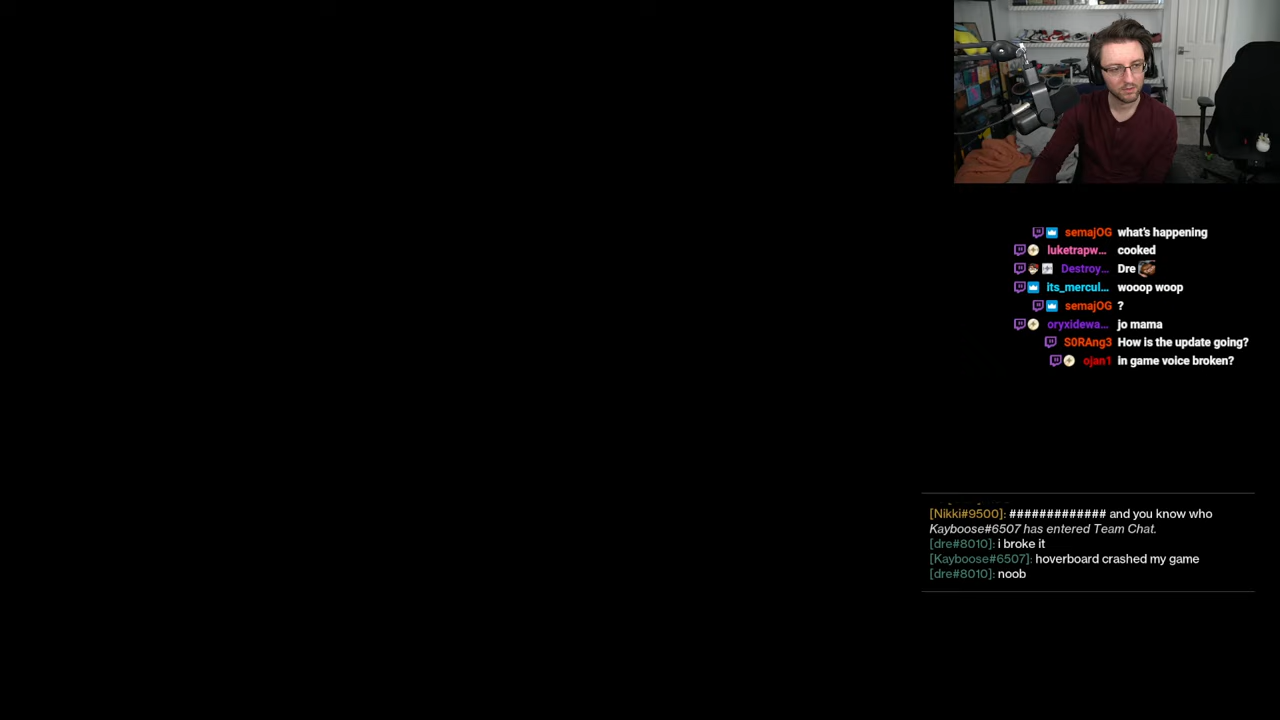 semajOG what's happening
luketrapw... cooked
Destroy... Dre
its_mercul... wooop woop
semajOG ?
oryxidewa... jo mama
S0RAng3 How is the update going?
ojan1 in game voice broken?
[Nikki#9500]: ############# and you know who
Kayboose#6507 has entered Team Chat.
[dre#8010]: i broke it
[Kayboose#6507]: hoverboard crashed my game
[dre#8010]: noob